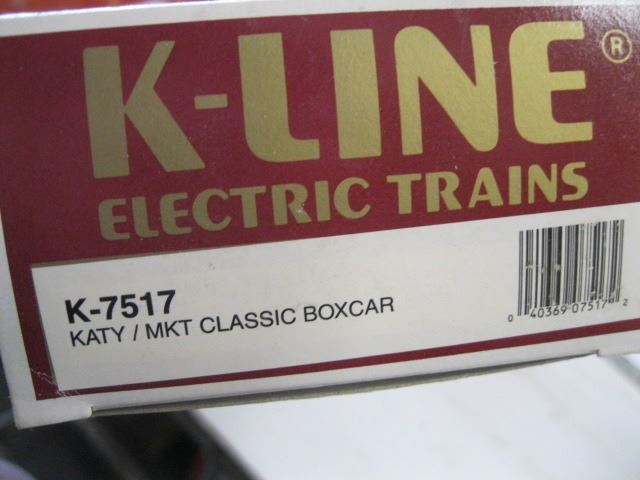 K-LINE®
ELECTRIC TRAINS
K-7517
KATY / MKT CLASSIC BOXCAR
0 40369 07517 2